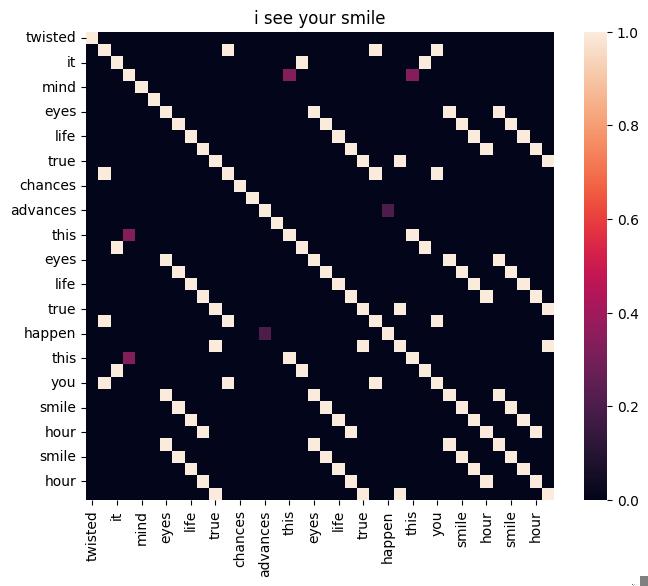 i see your smile
twisted
it
mind
eyes
life
true
chances
advances
this
eyes
life
true
happen
this
you
smile
hour
smile
hour
twisted
it
mind
eyes
life
true
chances
advances
this
eyes
life
true
happen
this
you
smile
hour
smile
hour
1.0
0.8
0.6
0.4
0.2
0.0